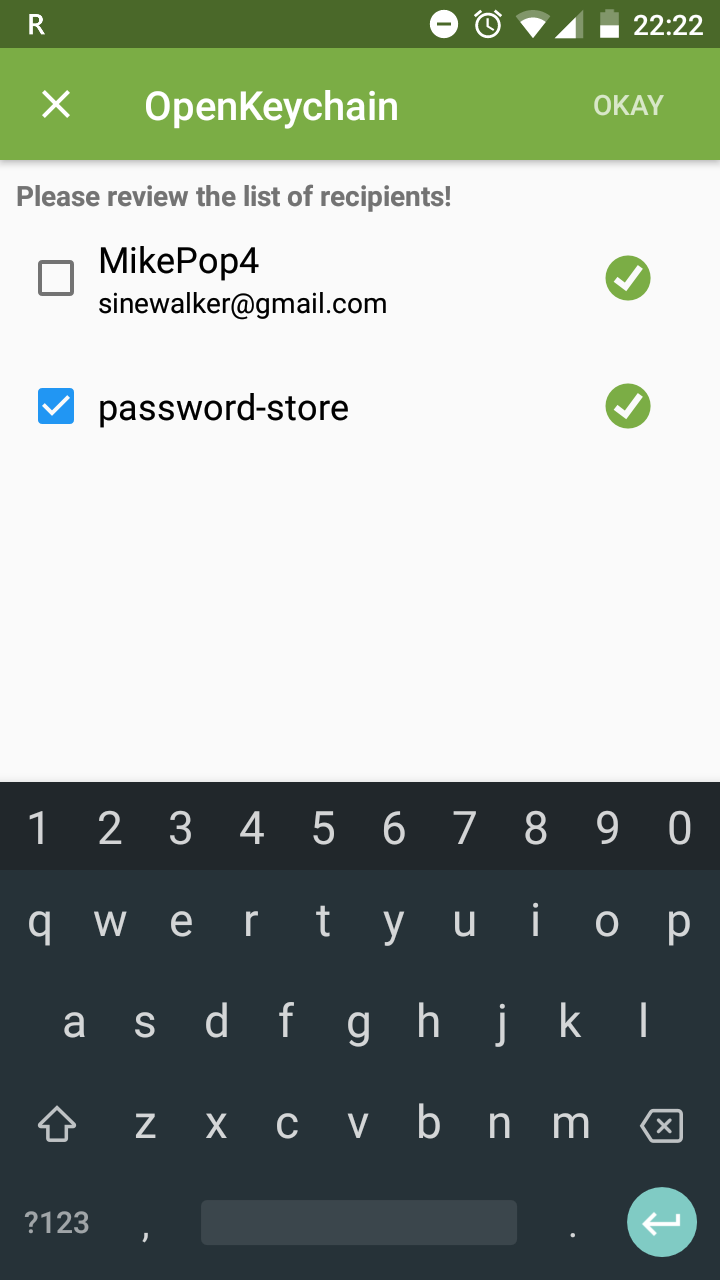 R 22:22
OpenKeychain OKAY
Please review the list of recipients!
MikePop4
sinewalker@gmail.com
password-store
1 2 3 4 5 6 7 8 9 0
q w e r t y u i o p
a s d f g h j k l
z x c v b n m
?123 , .